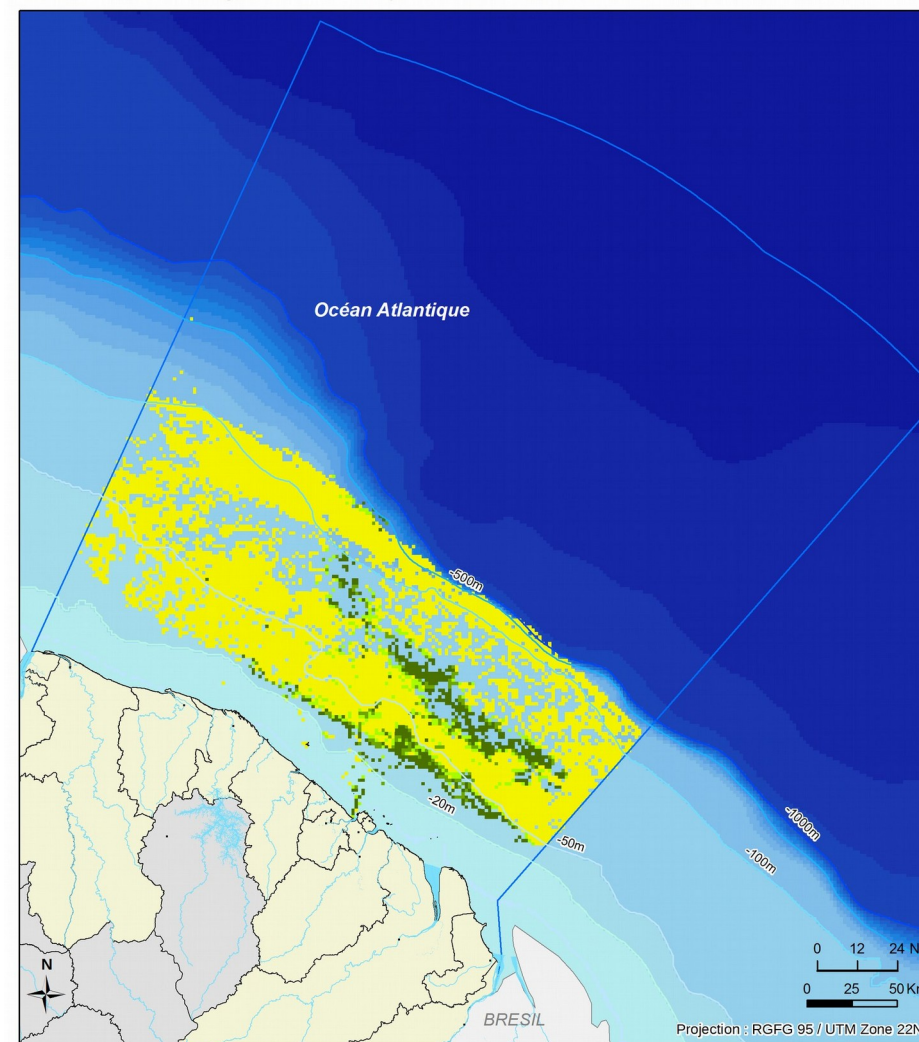 Océan Atlantique
-500m
-20m
-50m
-1000m
-100m
N
0 12 24 N
0 25 50 Km
BRESIL
Projection : RGFG 95 / UTM Zone 22N